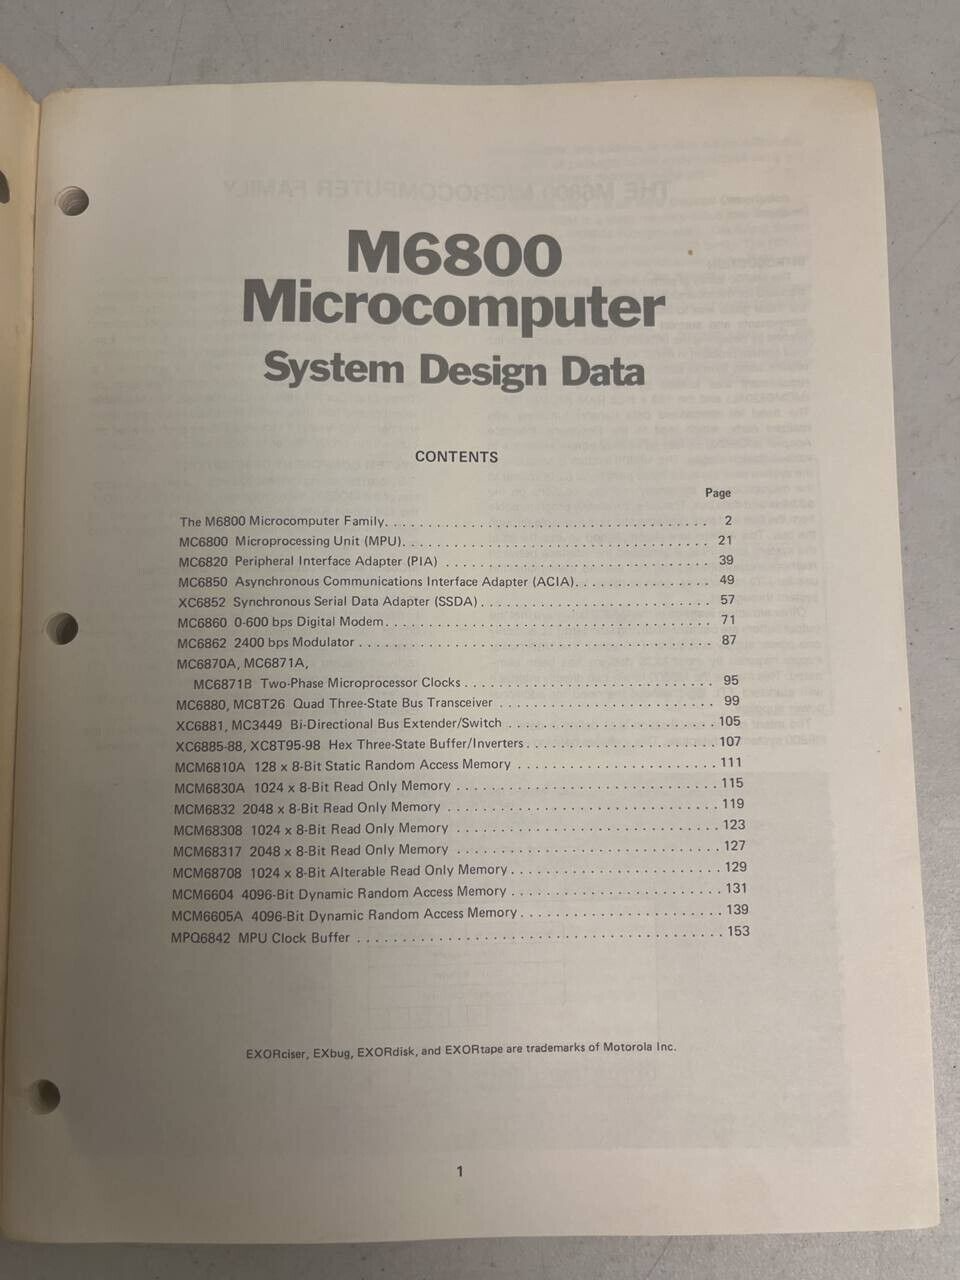 M6800
Microcomputer
System Design Data
CONTENTS
Page
The M6800 Microcomputer Family. . . . . . . . . . . . . . . . . . . . . . . . . . . . . . . . . . . . . . 2
MC6800 Microprocessing Unit (MPU). . . . . . . . . . . . . . . . . . . . . . . . . . . . . . . . . . . . 21
MC6820 Peripheral Interface Adapter (PIA) . . . . . . . . . . . . . . . . . . . . . . . . . . . . . . . 39
MC6850 Asynchronous Communications Interface Adapter (ACIA). . . . . . . . . . . . . . . . 49
XC6852 Synchronous Serial Data Adapter (SSDA) . . . . . . . . . . . . . . . . . . . . . . . . . . . 57
MC6860 0-600 bps Digital Modem. . . . . . . . . . . . . . . . . . . . . . . . . . . . . . . . . . . . . . 71
MC6862 2400 bps Modulator . . . . . . . . . . . . . . . . . . . . . . . . . . . . . . . . . . . . . . . . . 87
MC6870A, MC6871A,
MC6871B Two-Phase Microprocessor Clocks . . . . . . . . . . . . . . . . . . . . . . . . . . . . . 95
MC6880, MC8T26 Quad Three-State Bus Transceiver . . . . . . . . . . . . . . . . . . . . . . . . . 99
XC6881, MC3449 Bi-Directional Bus Extender/Switch . . . . . . . . . . . . . . . . . . . . . . . . 105
XC6885-88, XC8T95-98 Hex Three-State Buffer/Inverters . . . . . . . . . . . . . . . . . . . . . . 107
MCM6810A 128 x 8-Bit Static Random Access Memory . . . . . . . . . . . . . . . . . . . . . . . 111
MCM6830A 1024 x 8-Bit Read Only Memory . . . . . . . . . . . . . . . . . . . . . . . . . . . . . . 115
MCM6832 2048 x 8-Bit Read Only Memory . . . . . . . . . . . . . . . . . . . . . . . . . . . . . . . 119
MCM68308 1024 x 8-Bit Read Only Memory . . . . . . . . . . . . . . . . . . . . . . . . . . . . . . 123
MCM68317 2048 x 8-Bit Read Only Memory . . . . . . . . . . . . . . . . . . . . . . . . . . . . . . 127
MCM68708 1024 x 8-Bit Alterable Read Only Memory . . . . . . . . . . . . . . . . . . . . . . . . 129
MCM6604 4096-Bit Dynamic Random Access Memory . . . . . . . . . . . . . . . . . . . . . . . . 131
MCM6605A 4096-Bit Dynamic Random Access Memory . . . . . . . . . . . . . . . . . . . . . . . 139
MPQ6842 MPU Clock Buffer . . . . . . . . . . . . . . . . . . . . . . . . . . . . . . . . . . . . . . . . . 153
EXORciser, EXbug, EXORdisk, and EXORtape are trademarks of Motorola Inc.
1